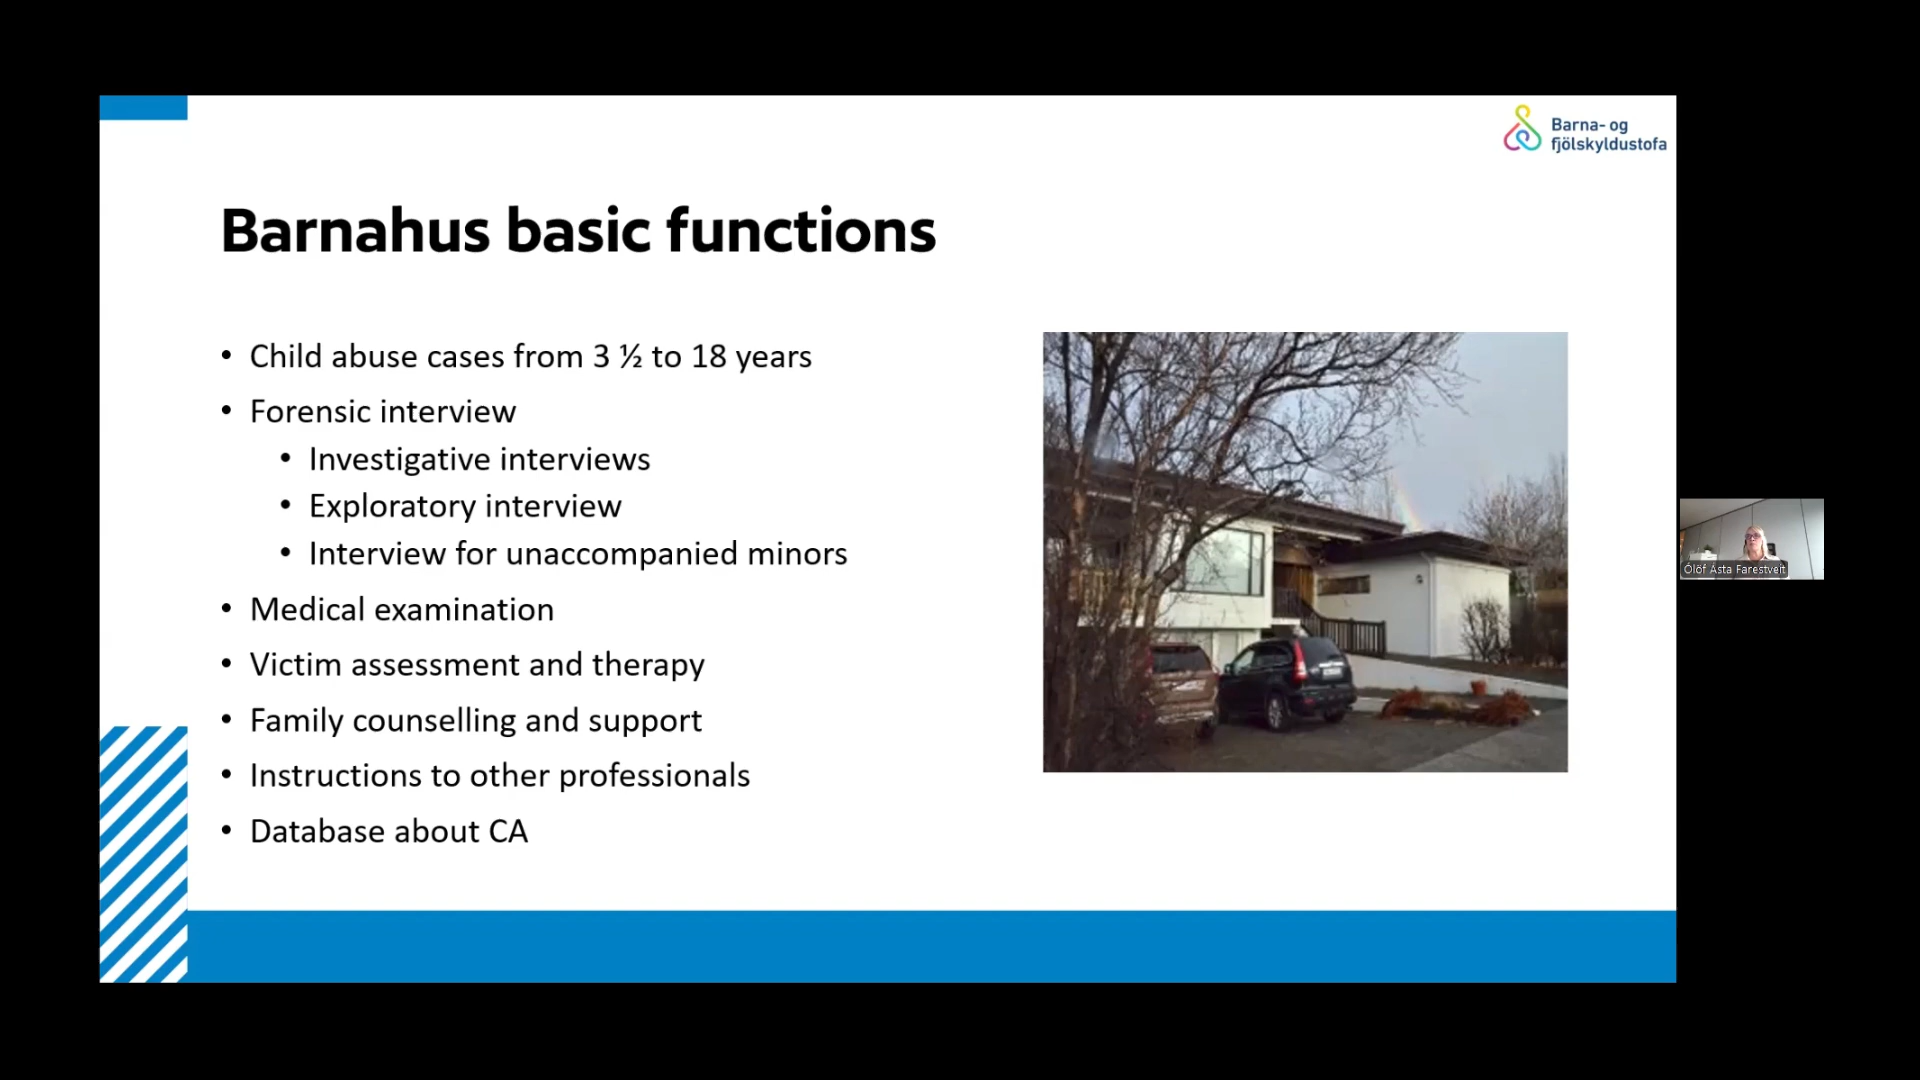 Barna- og
fjölskyldustofa
Barnahus basic functions
• Child abuse cases from 3 ½ to 18 years
• Forensic interview
• Investigative interviews
• Exploratory interview
• Interview for unaccompanied minors
• Medical examination
• Victim assessment and therapy
• Family counselling and support
• Instructions to other professionals
• Database about CA
Ólöf Ásta Farestveit